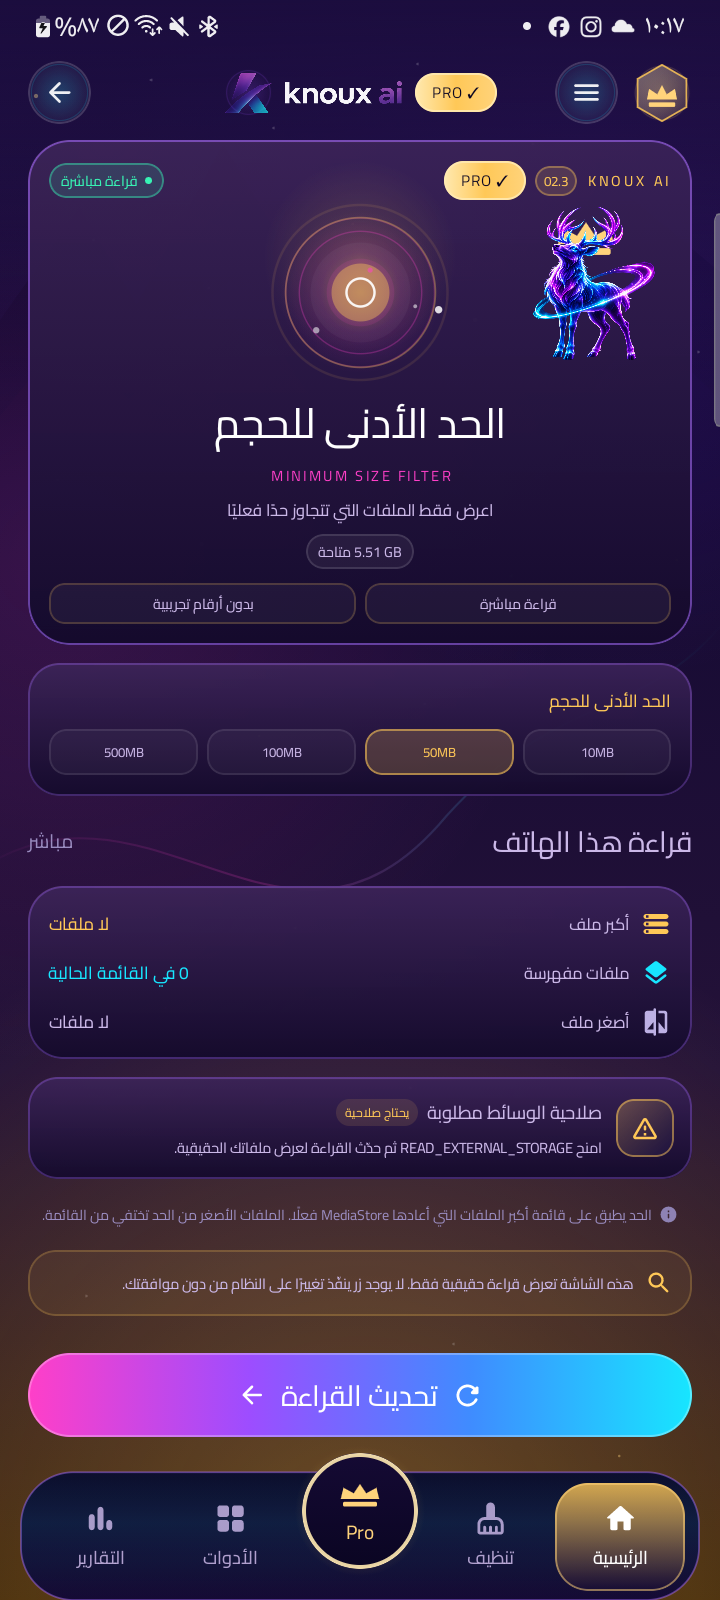 ١٠:١٧
%٨٧
knoux ai
PRO ✓
KNOUX AI
02.3
PRO ✓
قراءة مباشرة
الحد الأدنى للحجم
MINIMUM SIZE FILTER
اعرض فقط الملفات التي تتجاوز حدًا فعليًا
5.51 GB متاحة
قراءة مباشرة
بدون أرقام تجريبية
الحد الأدنى للحجم
10MB
50MB
100MB
500MB
قراءة هذا الهاتف
مباشر
أكبر ملف
لا ملفات
ملفات مفهرسة
0 في القائمة الحالية
أصغر ملف
لا ملفات
صلاحية الوسائط مطلوبة
يحتاج صلاحية
امنح READ_EXTERNAL_STORAGE ثم حدّث القراءة لعرض ملفاتك الحقيقية.
الحد يطبق على قائمة أكبر الملفات التي أعادها MediaStore فعلًا. الملفات الأصغر من الحد تختفي من القائمة.
هذه الشاشة تعرض قراءة حقيقية فقط. لا يوجد زر ينفّذ تغييرًا على النظام من دون موافقتك.
تحديث القراءة
الرئيسية
تنظيف
Pro
الأدوات
التقارير